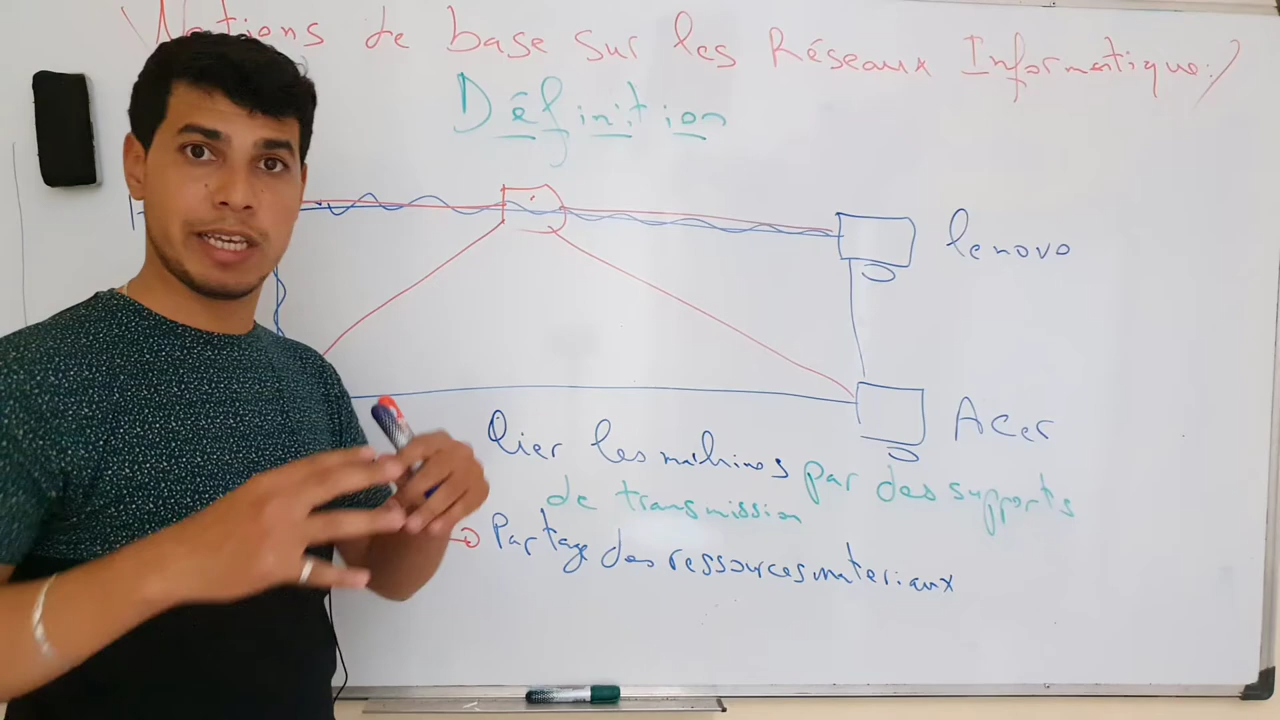 Notions de base sur les Réseaux Informatique:/
Définition
lenovo
Acer
lier les machines par des supports
de transmission
Partage des ressources materiaux